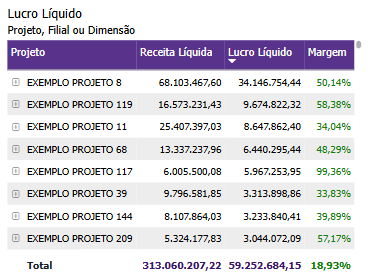 Lucro Líquido
Projeto, Filial ou Dimensão
Projeto Receita Líquida Lucro Líquido Margem
EXEMPLO PROJETO 8 68.103.467,60 34.146.754,44 50,14%
EXEMPLO PROJETO 119 16.573.231,43 9.674.822,32 58,38%
EXEMPLO PROJETO 11 25.407.397,03 8.647.862,40 34,04%
EXEMPLO PROJETO 68 13.337.237,96 6.440.295,44 48,29%
EXEMPLO PROJETO 117 6.005.500,08 5.967.253,95 99,36%
EXEMPLO PROJETO 39 9.796.581,85 3.313.898,86 33,83%
EXEMPLO PROJETO 144 8.107.864,03 3.233.840,41 39,89%
EXEMPLO PROJETO 209 5.324.177,83 3.044.072,09 57,17%
Total 313.060.207,22 59.252.684,15 18,93%